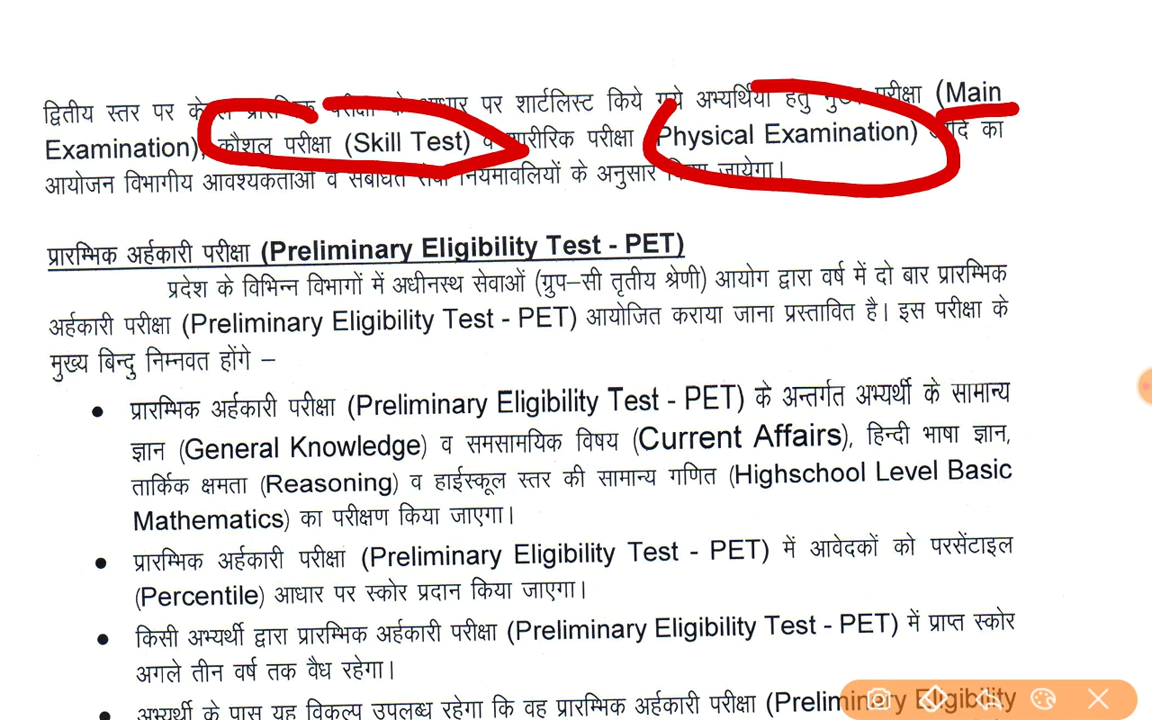 द्वितीय स्तर पर परीक्षा के आधार पर शार्टलिस्ट किये गये अभ्यर्थियों हेतु मुख्य परीक्षा (Main
Examination), कौशल परीक्षा (Skill Test) व शारीरिक परीक्षा (Physical Examination) आदि का
आयोजन विभागीय आवश्यकताओं व संबंधित सेवा नियमावलियों के अनुसार किया जायेगा।
प्रारम्भिक अर्हकारी परीक्षा (Preliminary Eligibility Test - PET)
प्रदेश के विभिन्न विभागों में अधीनस्थ सेवाओं (ग्रुप–सी तृतीय श्रेणी) आयोग द्वारा वर्ष में दो बार प्रारम्भिक
अर्हकारी परीक्षा (Preliminary Eligibility Test - PET) आयोजित कराया जाना प्रस्तावित है। इस परीक्षा के
मुख्य बिन्दु निम्नवत होंगे –
• प्रारम्भिक अर्हकारी परीक्षा (Preliminary Eligibility Test - PET) के अन्तर्गत अभ्यर्थी के सामान्य
ज्ञान (General Knowledge) व समसामयिक विषय (Current Affairs), हिन्दी भाषा ज्ञान,
तार्किक क्षमता (Reasoning) व हाईस्कूल स्तर की सामान्य गणित (Highschool Level Basic
Mathematics) का परीक्षण किया जाएगा।
• प्रारम्भिक अर्हकारी परीक्षा (Preliminary Eligibility Test - PET) में आवेदकों को परसेंटाइल
(Percentile) आधार पर स्कोर प्रदान किया जाएगा।
• किसी अभ्यर्थी द्वारा प्रारम्भिक अर्हकारी परीक्षा (Preliminary Eligibility Test - PET) में प्राप्त स्कोर
अगले तीन वर्ष तक वैध रहेगा।
• अभ्यर्थी के पास यह विकल्प उपलब्ध रहेगा कि वह प्रारम्भिक अर्हकारी परीक्षा (Preliminary Eligibility